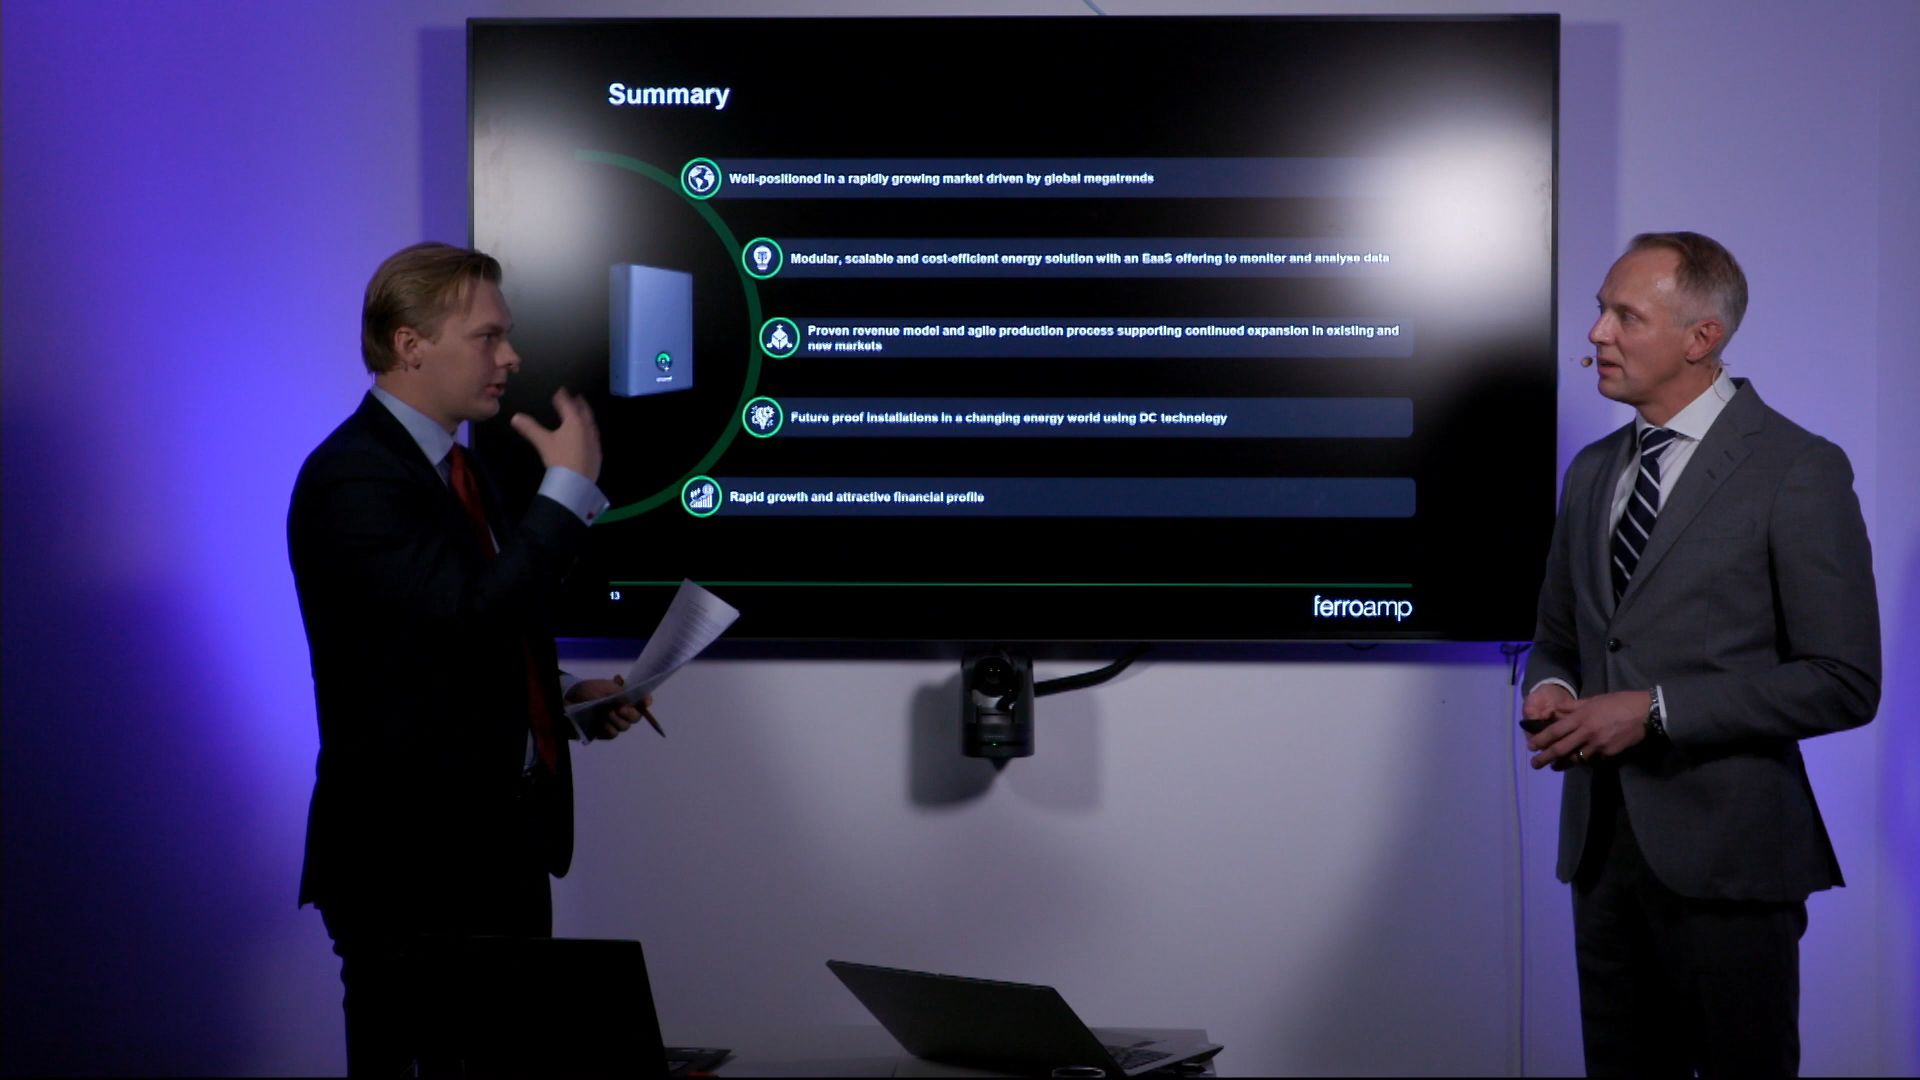 Summary
Well-positioned in a rapidly growing market driven by global megatrends
Modular, scalable and cost-efficient energy solution with an EaaS offering to monitor and analyse data
Proven revenue model and agile production process supporting continued expansion in existing and
new markets
Future proof installations in a changing energy world using DC technology
Rapid growth and attractive financial profile
13
ferroamp